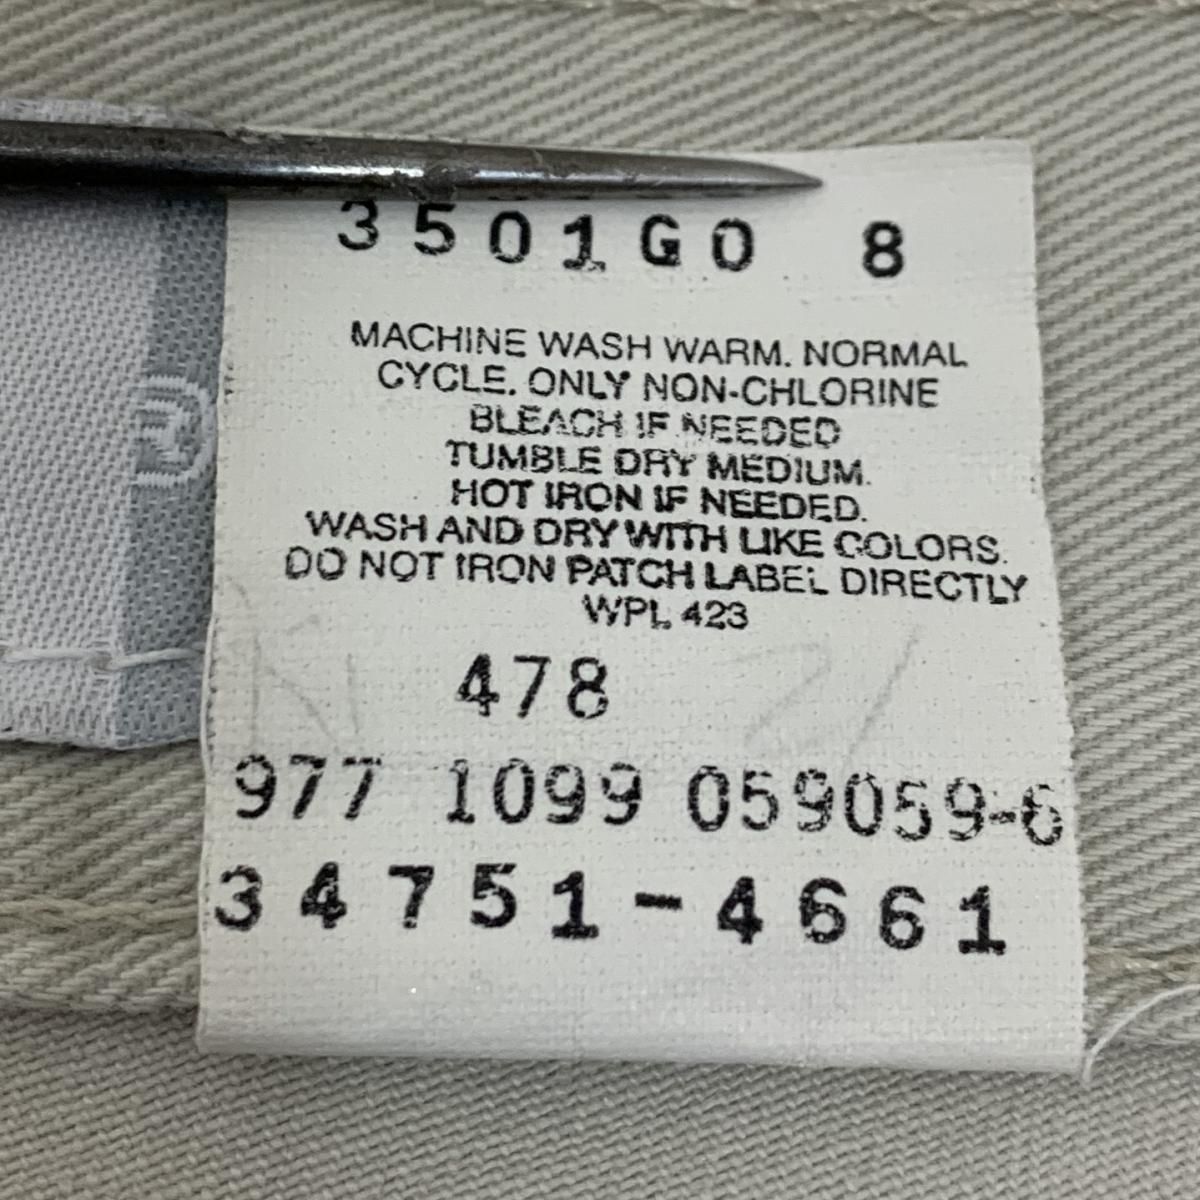 3501G0 8
MACHINE WASH WARM. NORMAL
CYCLE. ONLY NON-CHLORINE
BLEACH IF NEEDED
TUMBLE DRY MEDIUM.
HOT IRON IF NEEDED.
WASH AND DRY WITH LIKE COLORS.
DO NOT IRON PATCH LABEL DIRECTLY
WPL 423
478
977 1099 059059-6
34751-4661
®